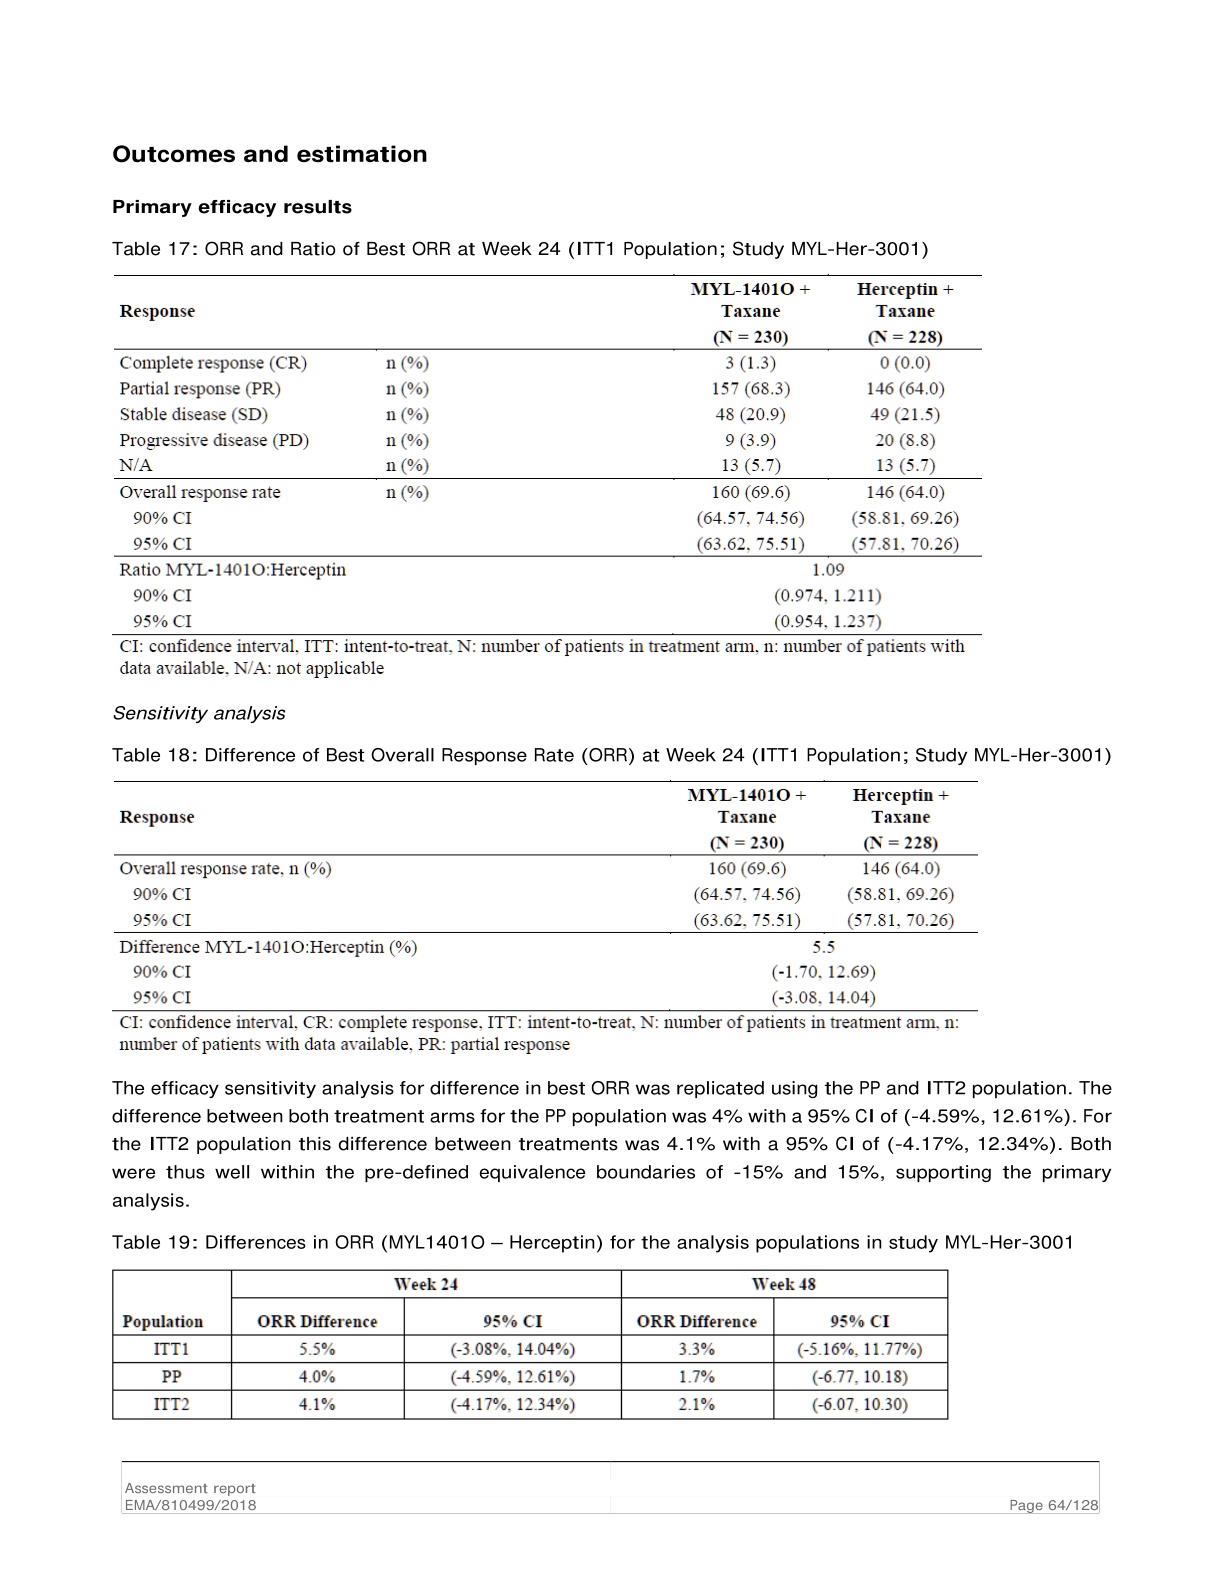 Outcomes and estimation
Primary efficacy results
Table 17: ORR and Ratio of Best ORR at Week 24 (ITT1 Population; Study MYL-Her-3001)
Response MYL-1401O + Taxane (N = 230) Herceptin + Taxane (N = 228)
Complete response (CR) n (%) 3 (1.3) 0 (0.0)
Partial response (PR) n (%) 157 (68.3) 146 (64.0)
Stable disease (SD) n (%) 48 (20.9) 49 (21.5)
Progressive disease (PD) n (%) 9 (3.9) 20 (8.8)
N/A n (%) 13 (5.7) 13 (5.7)
Overall response rate n (%) 160 (69.6) 146 (64.0)
90% CI (64.57, 74.56) (58.81, 69.26)
95% CI (63.62, 75.51) (57.81, 70.26)
Ratio MYL-1401O:Herceptin 1.09
90% CI (0.974, 1.211)
95% CI (0.954, 1.237)
CI: confidence interval, ITT: intent-to-treat, N: number of patients in treatment arm, n: number of patients with
data available, N/A: not applicable
Sensitivity analysis
Table 18: Difference of Best Overall Response Rate (ORR) at Week 24 (ITT1 Population; Study MYL-Her-3001)
Response MYL-1401O + Taxane (N = 230) Herceptin + Taxane (N = 228)
Overall response rate, n (%) 160 (69.6) 146 (64.0)
90% CI (64.57, 74.56) (58.81, 69.26)
95% CI (63.62, 75.51) (57.81, 70.26)
Difference MYL-1401O:Herceptin (%) 5.5
90% CI (-1.70, 12.69)
95% CI (-3.08, 14.04)
CI: confidence interval, CR: complete response, ITT: intent-to-treat, N: number of patients in treatment arm, n:
number of patients with data available, PR: partial response
The efficacy sensitivity analysis for difference in best ORR was replicated using the PP and ITT2 population. The
difference between both treatment arms for the PP population was 4% with a 95% CI of (-4.59%, 12.61%). For
the ITT2 population this difference between treatments was 4.1% with a 95% CI of (-4.17%, 12.34%). Both
were thus well within the pre-defined equivalence boundaries of -15% and 15%, supporting the primary
analysis.
Table 19: Differences in ORR (MYL1401O – Herceptin) for the analysis populations in study MYL-Her-3001
Week 24 Week 48
Population ORR Difference 95% CI ORR Difference 95% CI
ITT1 5.5% (-3.08%, 14.04%) 3.3% (-5.16%, 11.77%)
PP 4.0% (-4.59%, 12.61%) 1.7% (-6.77, 10.18)
ITT2 4.1% (-4.17%, 12.34%) 2.1% (-6.07, 10.30)
Assessment report
EMA/810499/2018 Page 64/128